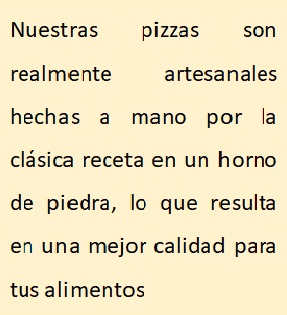 Nuestras pizzas son
realmente artesanales
hechas a mano por la
clásica receta en un horno
de piedra, lo que resulta
en una mejor calidad para
tus alimentos